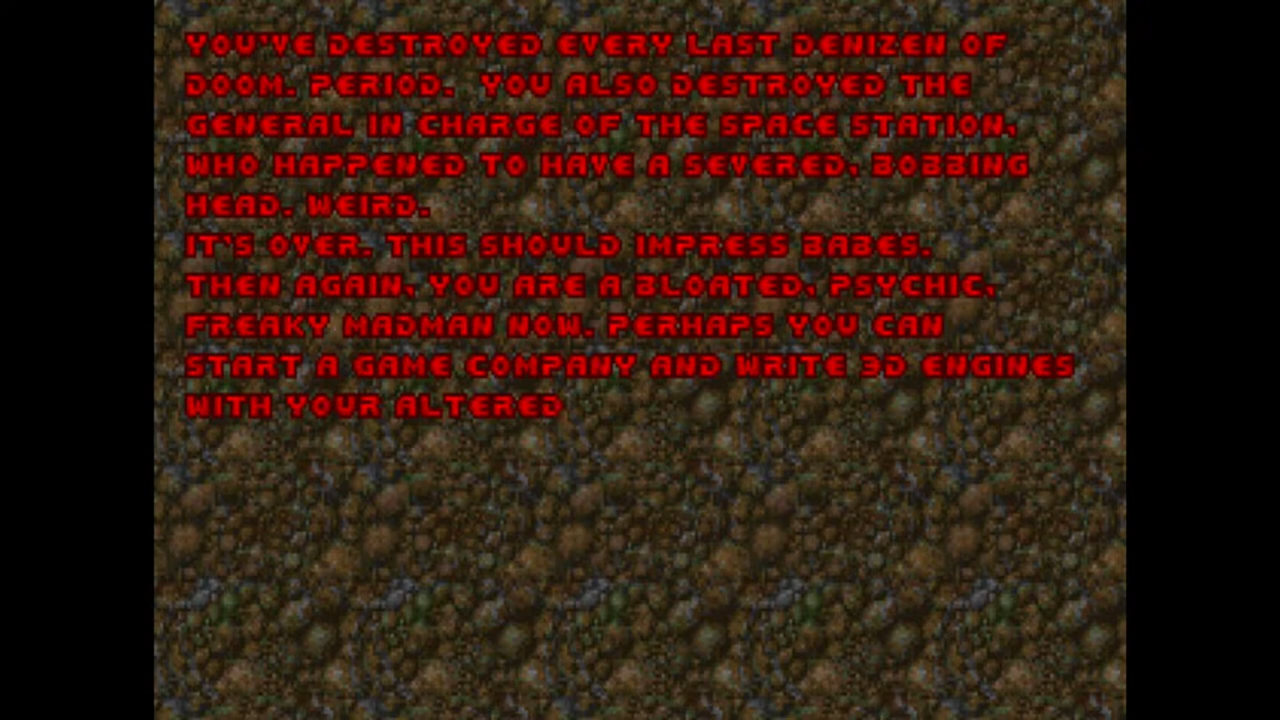 YOU'VE DESTROYED EVERY LAST DENIZEN OF
DOOM. PERIOD.  YOU ALSO DESTROYED THE
GENERAL IN CHARGE OF THE SPACE STATION,
WHO HAPPENED TO HAVE A SEVERED, BOBBING
HEAD. WEIRD.
IT'S OVER. THIS SHOULD IMPRESS BABES.
THEN AGAIN, YOU ARE A BLOATED, PSYCHIC,
FREAKY MADMAN NOW. PERHAPS YOU CAN
START A GAME COMPANY AND WRITE 3D ENGINES
WITH YOUR ALTERED